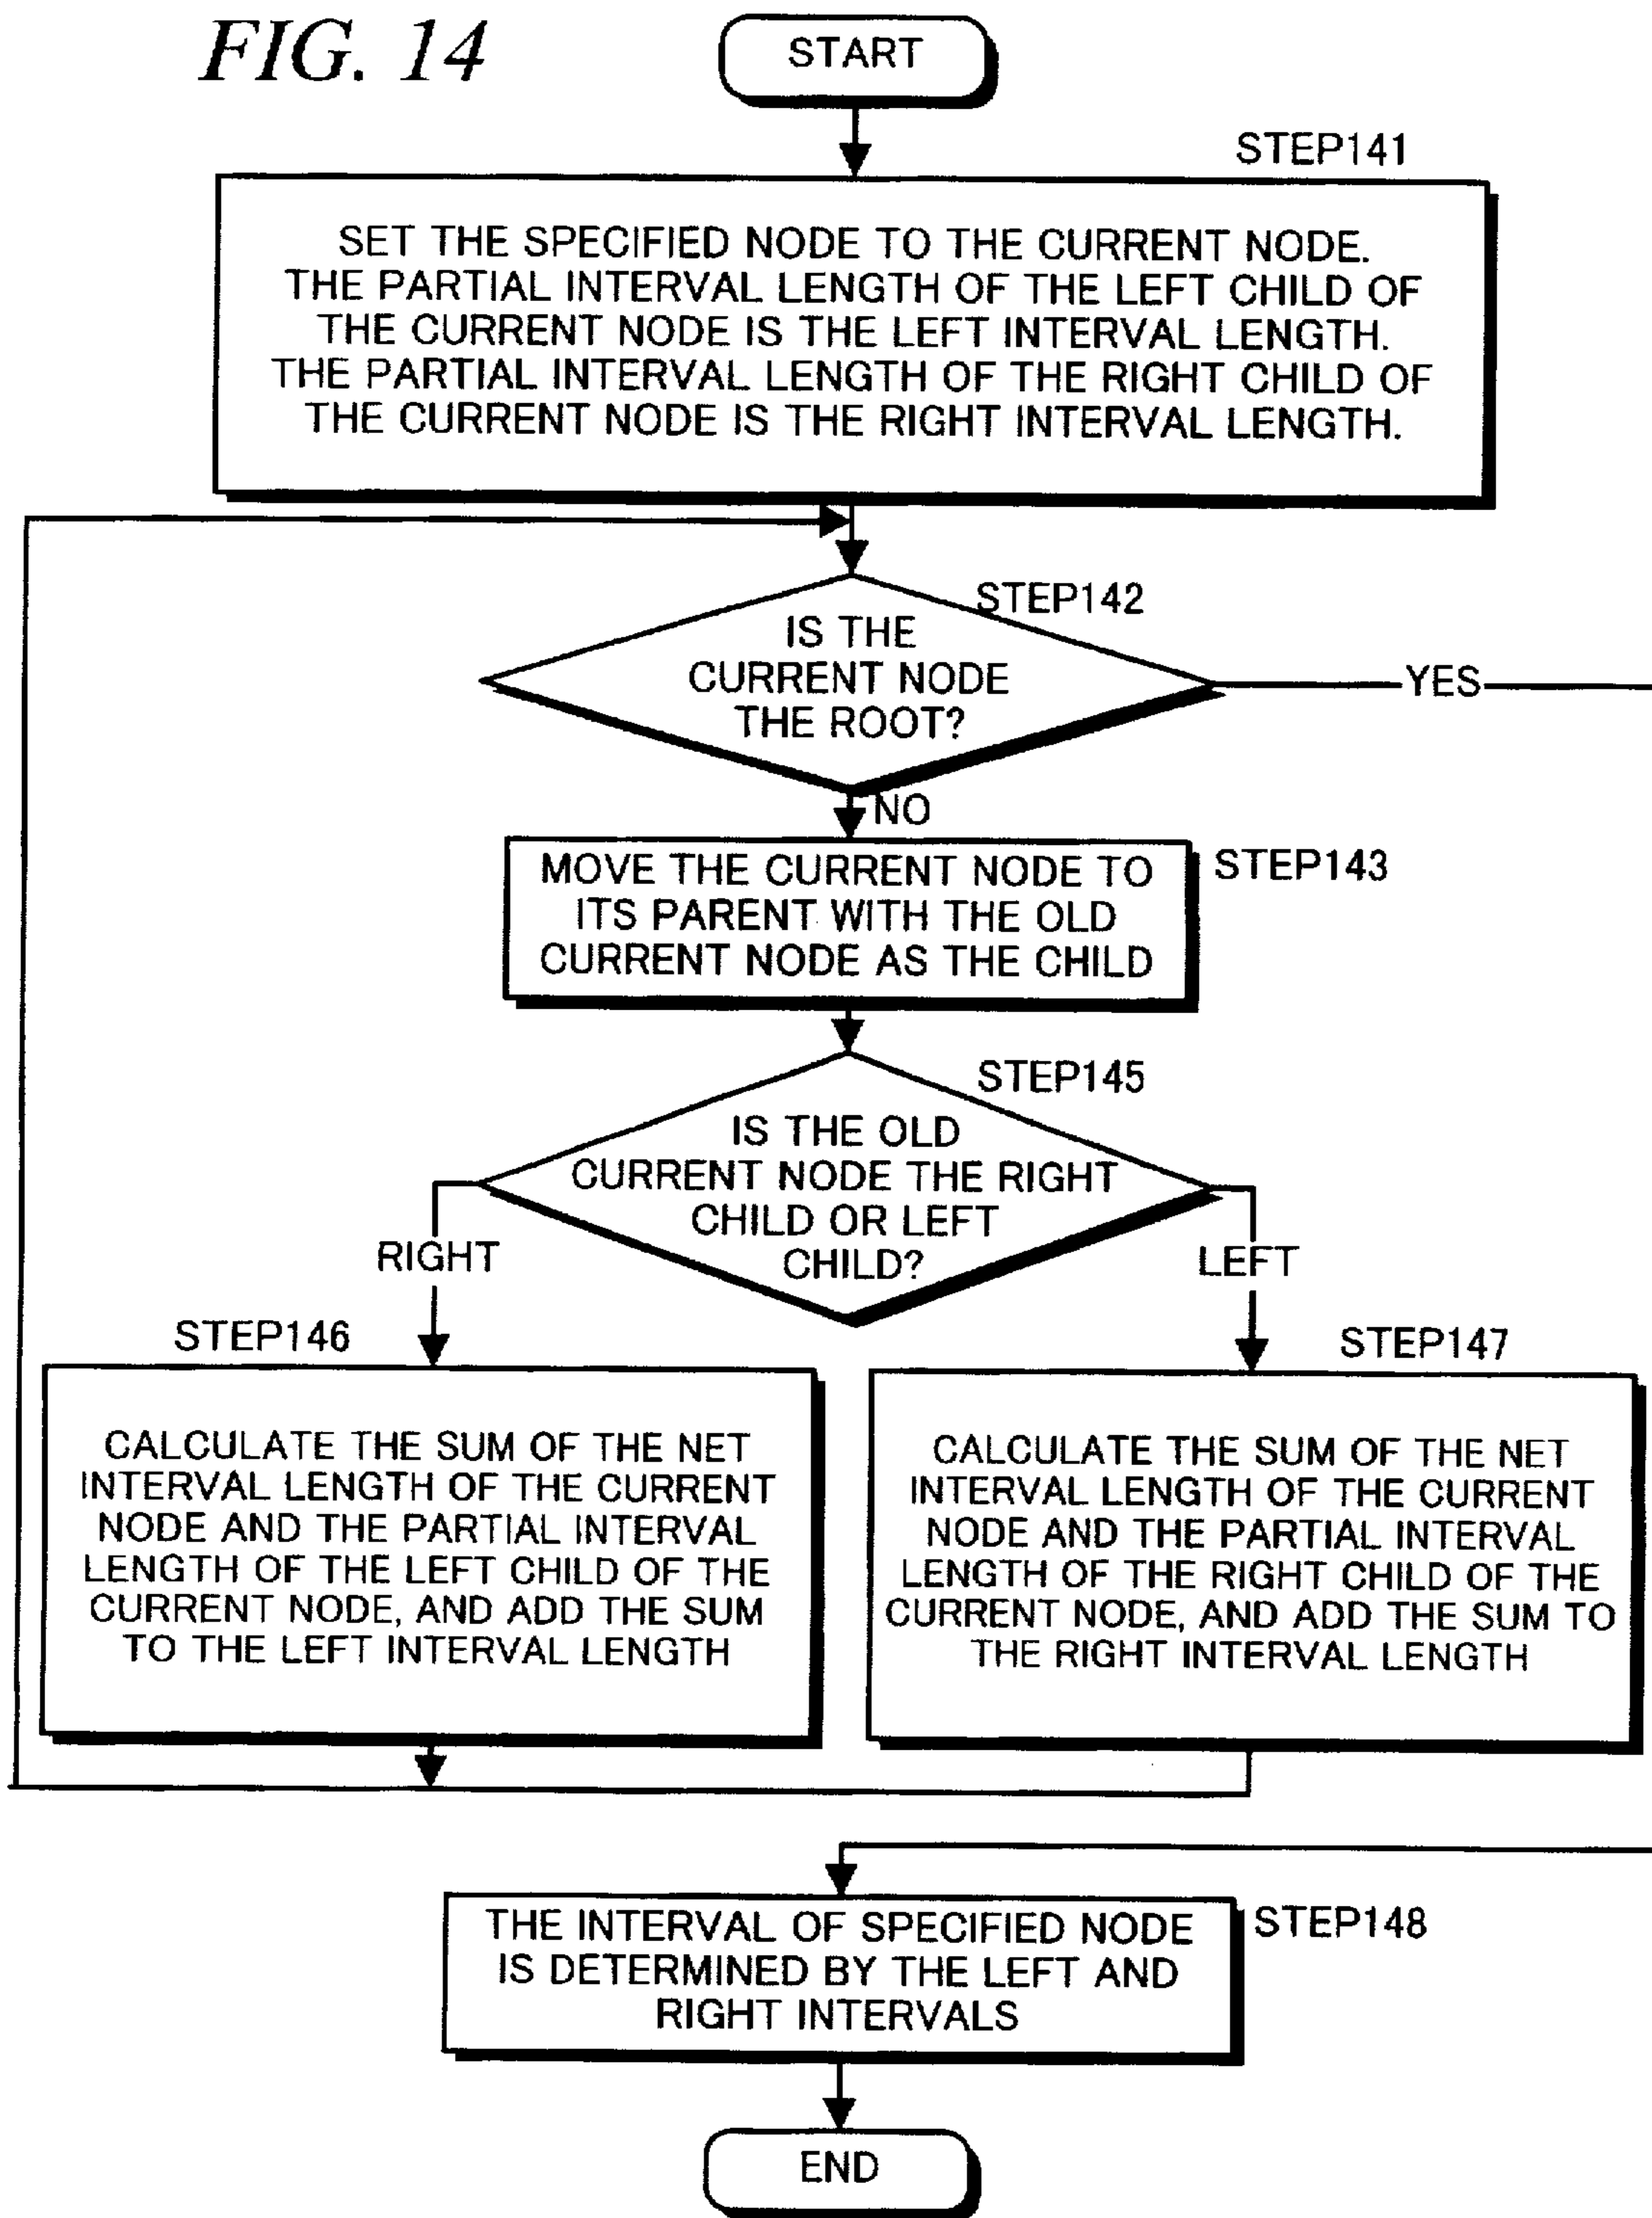 FIG. 14
START
STEP141
SET THE SPECIFIED NODE TO THE CURRENT NODE.
THE PARTIAL INTERVAL LENGTH OF THE LEFT CHILD OF
THE CURRENT NODE IS THE LEFT INTERVAL LENGTH.
THE PARTIAL INTERVAL LENGTH OF THE RIGHT CHILD OF
THE CURRENT NODE IS THE RIGHT INTERVAL LENGTH.
STEP142
IS THE
CURRENT NODE
THE ROOT?
YES
NO
MOVE THE CURRENT NODE TO
ITS PARENT WITH THE OLD
CURRENT NODE AS THE CHILD
STEP143
STEP145
IS THE OLD
CURRENT NODE THE RIGHT
CHILD OR LEFT
CHILD?
RIGHT
LEFT
STEP146
CALCULATE THE SUM OF THE NET
INTERVAL LENGTH OF THE CURRENT
NODE AND THE PARTIAL INTERVAL
LENGTH OF THE LEFT CHILD OF THE
CURRENT NODE, AND ADD THE SUM
TO THE LEFT INTERVAL LENGTH
STEP147
CALCULATE THE SUM OF THE NET
INTERVAL LENGTH OF THE CURRENT
NODE AND THE PARTIAL INTERVAL
LENGTH OF THE RIGHT CHILD OF THE
CURRENT NODE, AND ADD THE SUM TO
THE RIGHT INTERVAL LENGTH
THE INTERVAL OF SPECIFIED NODE
IS DETERMINED BY THE LEFT AND
RIGHT INTERVALS
STEP148
END